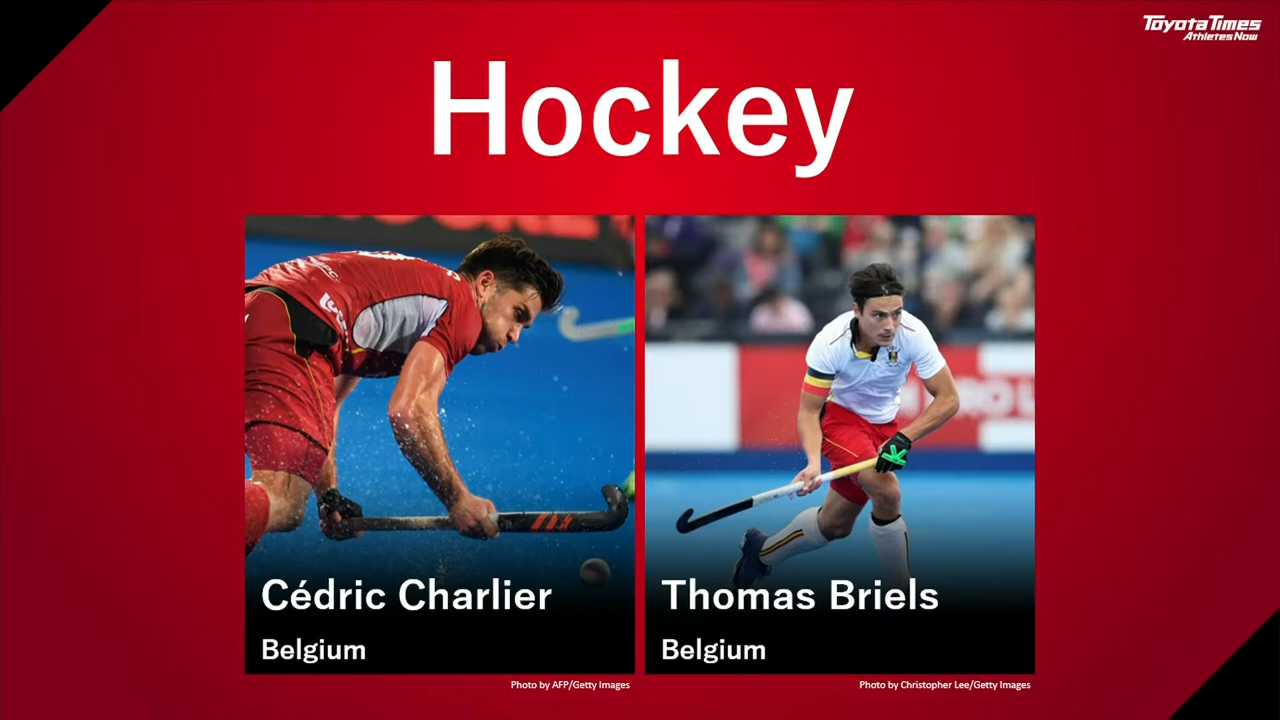 Toyota Times
Athletes Now
Hockey
Cédric Charlier
Belgium
Photo by AFP/Getty Images
Thomas Briels
Belgium
Photo by Christopher Lee/Getty Images